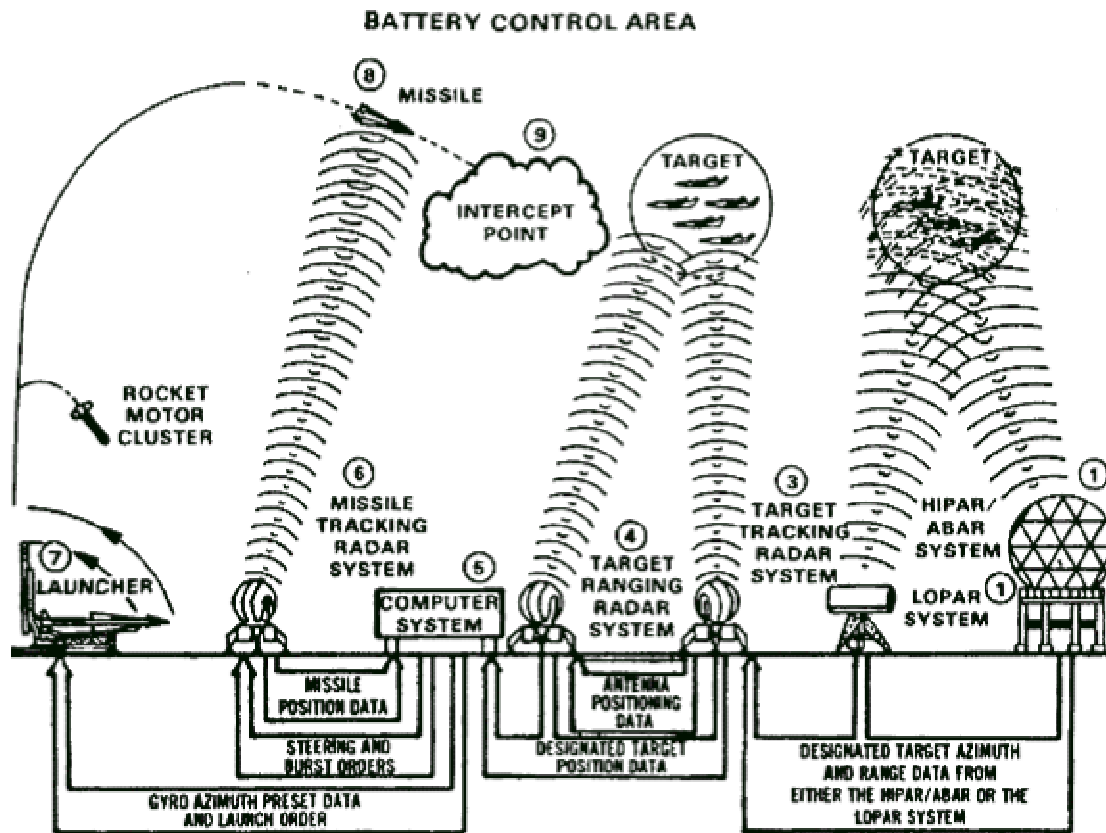 BATTERY CONTROL AREA
8
MISSILE
9
INTERCEPT
POINT
TARGET
TARGET
ROCKET
MOTOR
CLUSTER
6
MISSILE
TRACKING
RADAR
SYSTEM
7
LAUNCHER
5
COMPUTER
SYSTEM
4
TARGET
RANGING
RADAR
SYSTEM
3
TARGET
TRACKING
RADAR
SYSTEM
1
HIPAR/
ABAR
SYSTEM
1
LOPAR
SYSTEM
MISSILE
POSITION DATA
STEERING AND
BURST ORDERS
GYRO AZIMUTH PRESET DATA
AND LAUNCH ORDER
ANTENNA
POSITIONING
DATA
DESIGNATED TARGET
POSITION DATA
DESIGNATED TARGET AZIMUTH
AND RANGE DATA FROM
EITHER THE HIPAR/ABAR OR THE
LOPAR SYSTEM